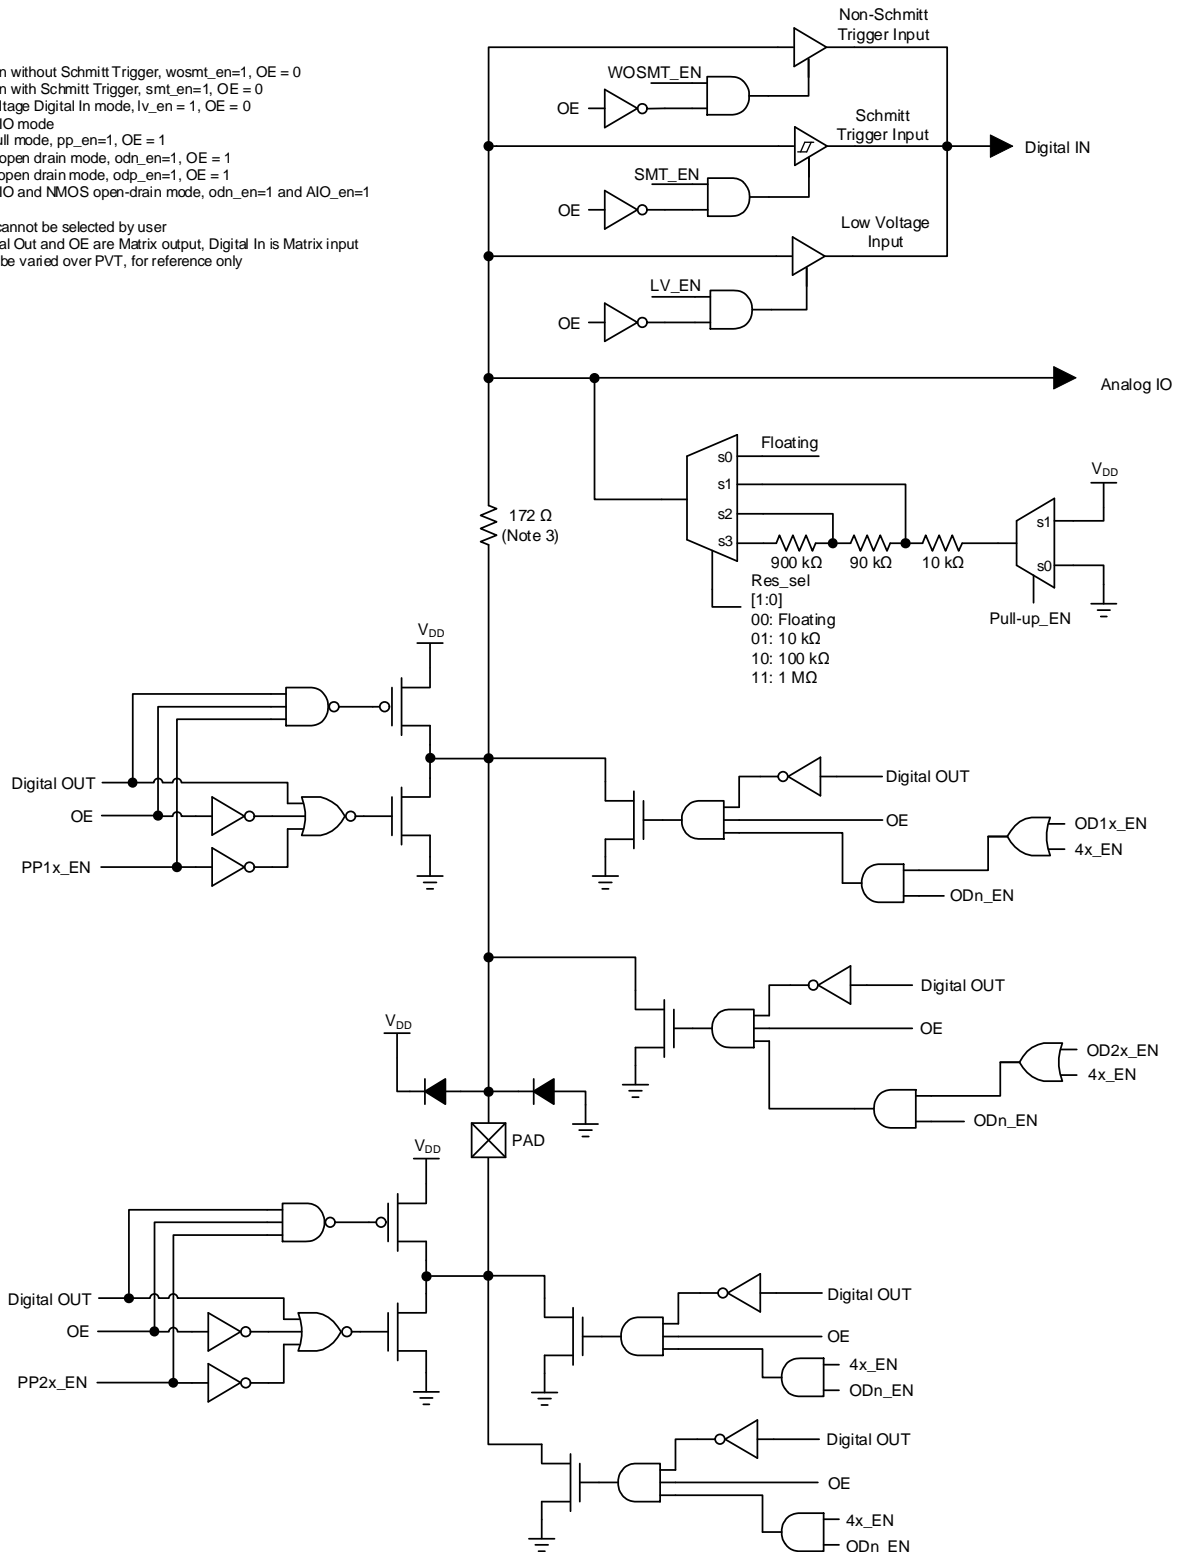 n without Schmitt Trigger, wosmt_en=1, OE = 0
n with Schmitt Trigger, smt_en=1, OE = 0
ltage Digital In mode, lv_en = 1, OE = 0
IO mode
ull mode, pp_en=1, OE = 1
open drain mode, odn_en=1, OE = 1
open drain mode, odp_en=1, OE = 1
IO and NMOS open-drain mode, odn_en=1 and AIO_en=1
cannot be selected by user
al Out and OE are Matrix output, Digital In is Matrix input
be varied over PVT, for reference only
Non-Schmitt
Trigger Input
WOSMT_EN
OE
Schmitt
Trigger Input
Digital IN
SMT_EN
OE
Low Voltage
Input
LV_EN
OE
Analog IO
Floating
s0
s1
s2
s3
VDD
s1
s0
172 Ω
(Note 3)
900 kΩ
90 kΩ
10 kΩ
Res_sel
[1:0]
00: Floating
01: 10 kΩ
10: 100 kΩ
11: 1 MΩ
Pull-up_EN
VDD
Digital OUT
OE
PP1x_EN
Digital OUT
OE
OD1x_EN
4x_EN
ODn_EN
Digital OUT
OE
OD2x_EN
4x_EN
ODn_EN
VDD
PAD
VDD
Digital OUT
OE
PP2x_EN
Digital OUT
OE
4x_EN
ODn_EN
Digital OUT
OE
4x_EN
ODn_EN